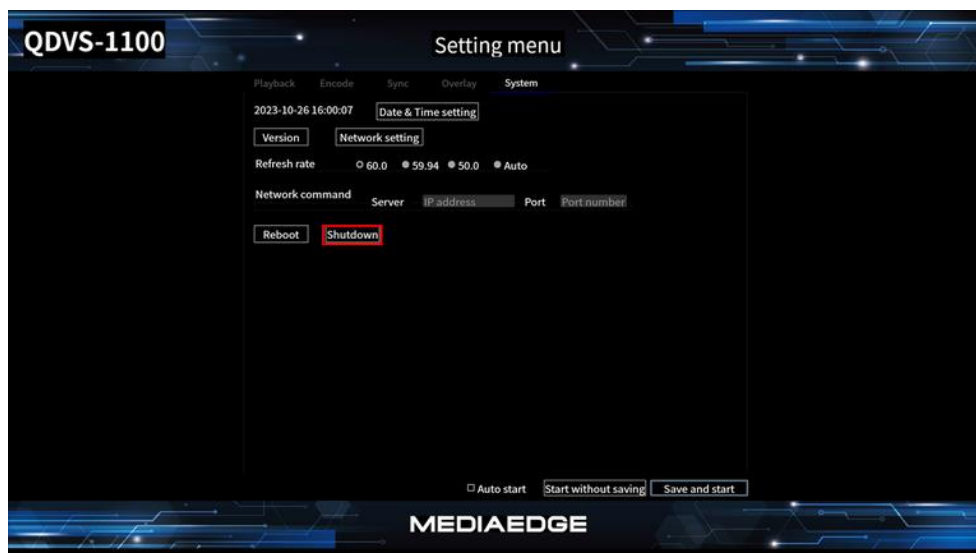 QDVS-1100
Setting menu
Playback Encode Sync Overlay System
2023-10-26 16:00:07 Date & Time setting
Version Network setting
Refresh rate 60.0 59.94 50.0 Auto
Network command Server IP address Port Port number
Reboot Shutdown
Auto start Start without saving Save and start
MEDIAEDGE